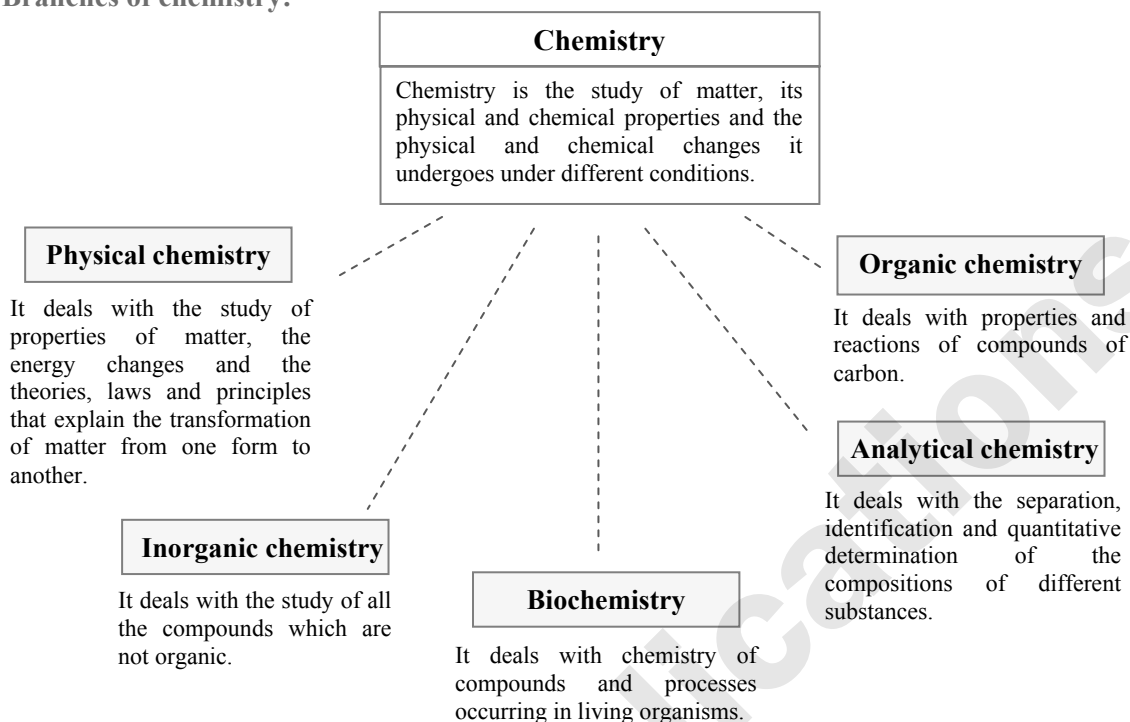 Branches of chemistry:
Chemistry
Chemistry is the study of matter, its
physical and chemical properties and the
physical and chemical changes it
undergoes under different conditions.
Physical chemistry
It deals with the study of
properties of matter, the
energy changes and the
theories, laws and principles
that explain the transformation
of matter from one form to
another.
Organic chemistry
It deals with properties and
reactions of compounds of
carbon.
Analytical chemistry
It deals with the separation,
identification and quantitative
determination of the
compositions of different
substances.
Inorganic chemistry
It deals with the study of all
the compounds which are
not organic.
Biochemistry
It deals with chemistry of
compounds and processes
occurring in living organisms.
lications